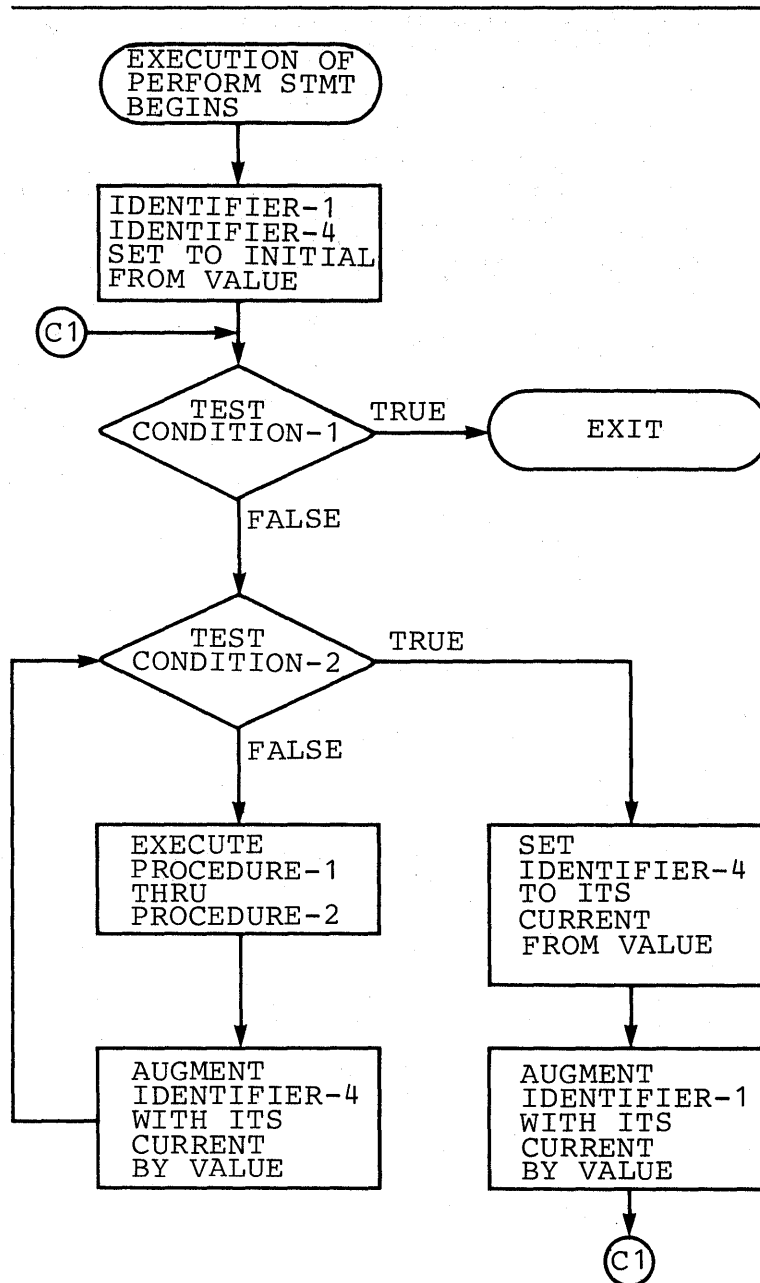 EXECUTION OF
PERFORM STMT
BEGINS
IDENTIFIER-1
IDENTIFIER-4
SET TO INITIAL
FROM VALUE
C1
TEST
CONDITION-1
TRUE
EXIT
FALSE
TEST
CONDITION-2
TRUE
FALSE
EXECUTE
PROCEDURE-1
THRU
PROCEDURE-2
SET
IDENTIFIER-4
TO ITS
CURRENT
FROM VALUE
AUGMENT
IDENTIFIER-4
WITH ITS
CURRENT
BY VALUE
AUGMENT
IDENTIFIER-1
WITH ITS
CURRENT
BY VALUE
C1